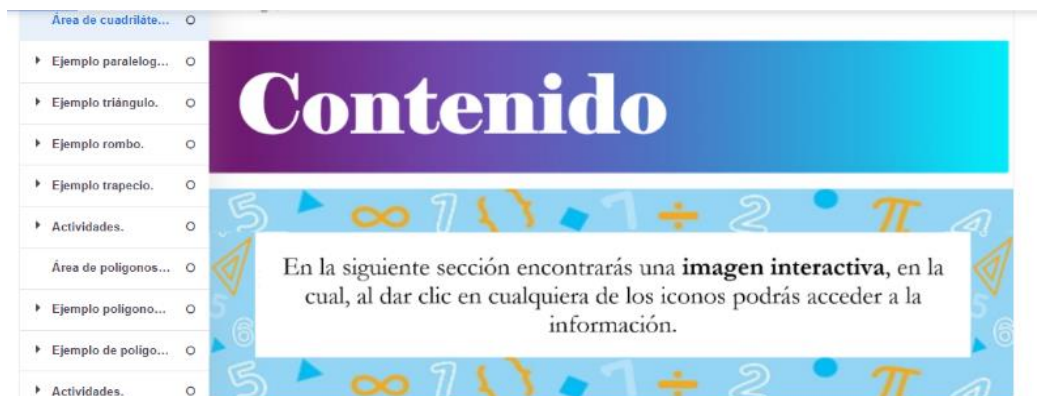 Área de cuadriláte...
Ejemplo paralelog...
Ejemplo triángulo.
Ejemplo rombo.
Ejemplo trapecio.
Actividades.
Área de polígonos...
Ejemplo polígono...
Ejemplo de polígo...
Actividades.
Contenido
En la siguiente sección encontrarás una imagen interactiva, en la
cual, al dar clic en cualquiera de los iconos podrás acceder a la
información.